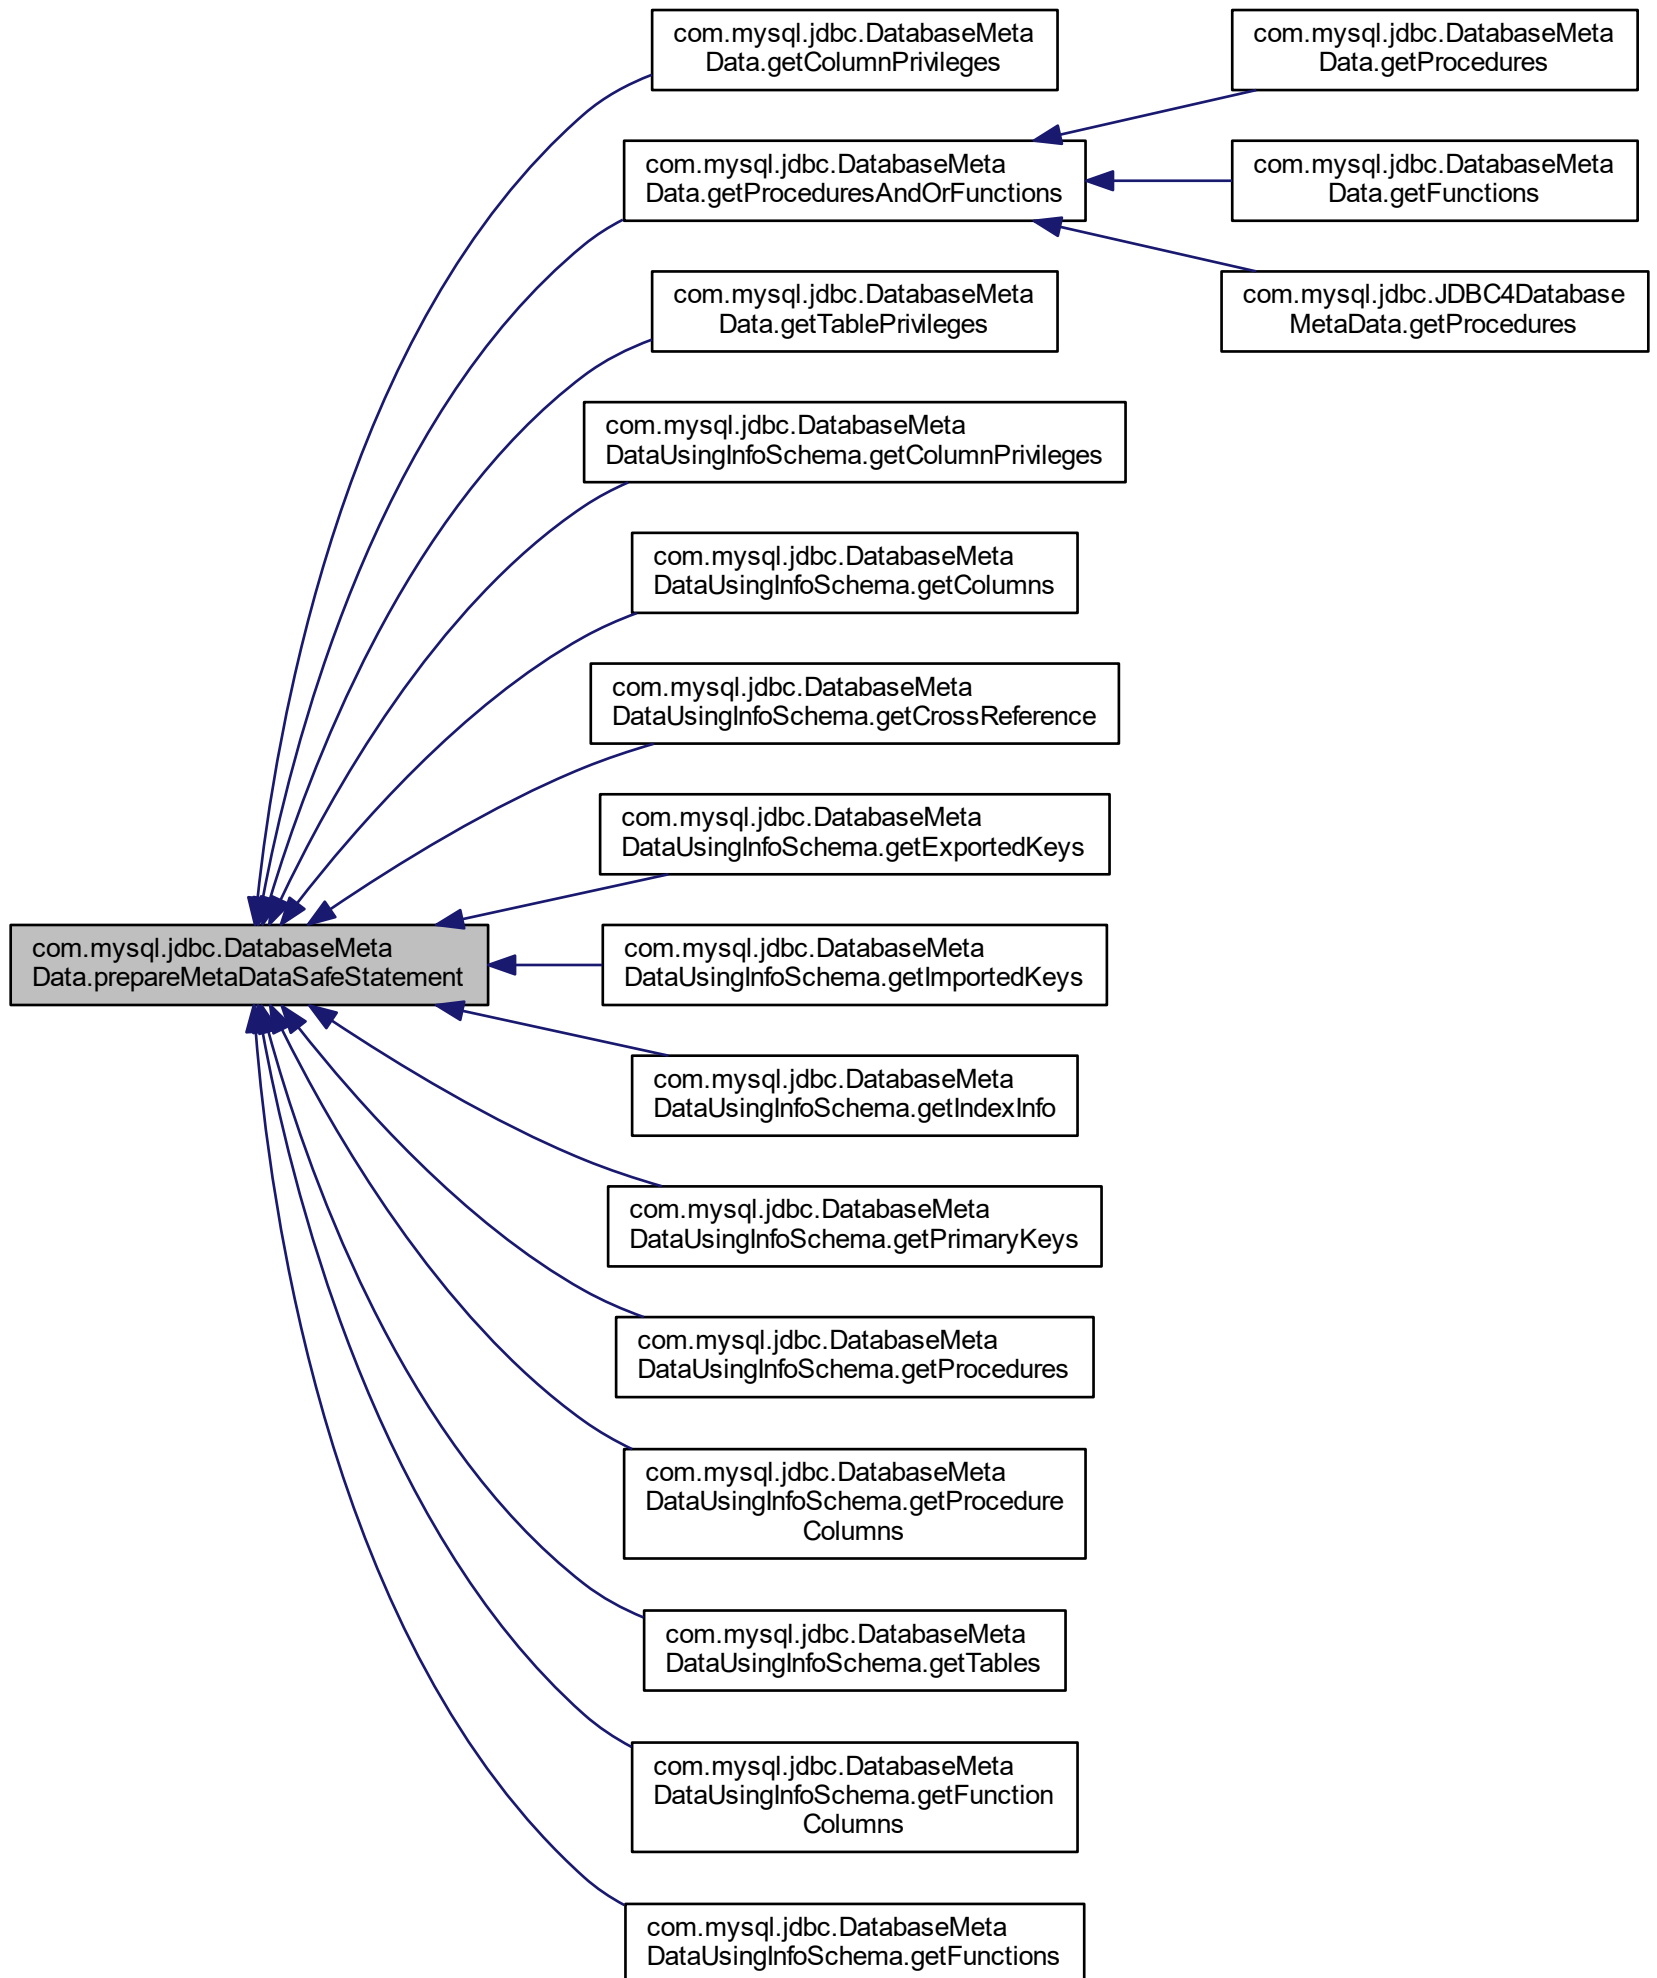 com.mysql.jdbc.DatabaseMeta
Data.getColumnPrivileges
com.mysql.jdbc.DatabaseMeta
Data.getProcedures
com.mysql.jdbc.DatabaseMeta
Data.getProceduresAndOrFunctions
com.mysql.jdbc.DatabaseMeta
Data.getFunctions
com.mysql.jdbc.DatabaseMeta
Data.getTablePrivileges
com.mysql.jdbc.JDBC4Database
MetaData.getProcedures
com.mysql.jdbc.DatabaseMeta
DataUsingInfoSchema.getColumnPrivileges
com.mysql.jdbc.DatabaseMeta
DataUsingInfoSchema.getColumns
com.mysql.jdbc.DatabaseMeta
DataUsingInfoSchema.getCrossReference
com.mysql.jdbc.DatabaseMeta
DataUsingInfoSchema.getExportedKeys
com.mysql.jdbc.DatabaseMeta
Data.prepareMetaDataSafeStatement
com.mysql.jdbc.DatabaseMeta
DataUsingInfoSchema.getImportedKeys
com.mysql.jdbc.DatabaseMeta
DataUsingInfoSchema.getIndexInfo
com.mysql.jdbc.DatabaseMeta
DataUsingInfoSchema.getPrimaryKeys
com.mysql.jdbc.DatabaseMeta
DataUsingInfoSchema.getProcedures
com.mysql.jdbc.DatabaseMeta
DataUsingInfoSchema.getProcedure
Columns
com.mysql.jdbc.DatabaseMeta
DataUsingInfoSchema.getTables
com.mysql.jdbc.DatabaseMeta
DataUsingInfoSchema.getFunction
Columns
com.mysql.jdbc.DatabaseMeta
DataUsingInfoSchema.getFunctions